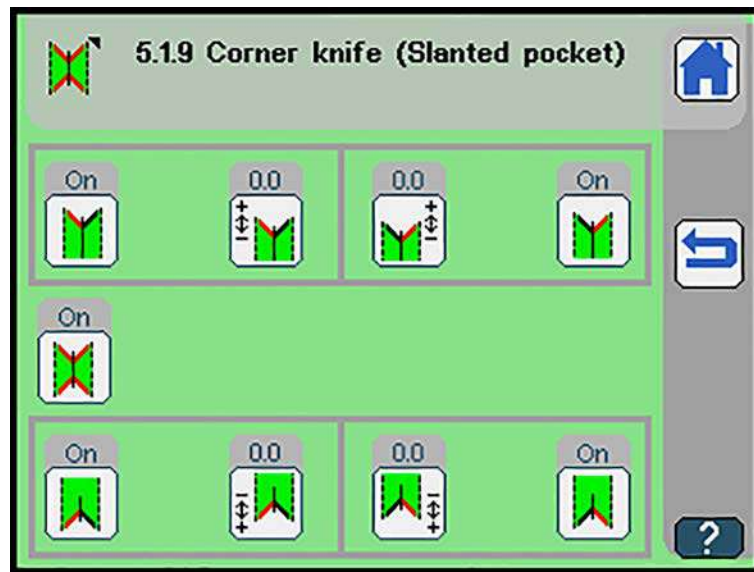 5.1.9 Corner knife (Slanted pocket)
On 0.0 0.0 On
+ +
- -
On
On 0.0 0.0 On
- -
+ +
?